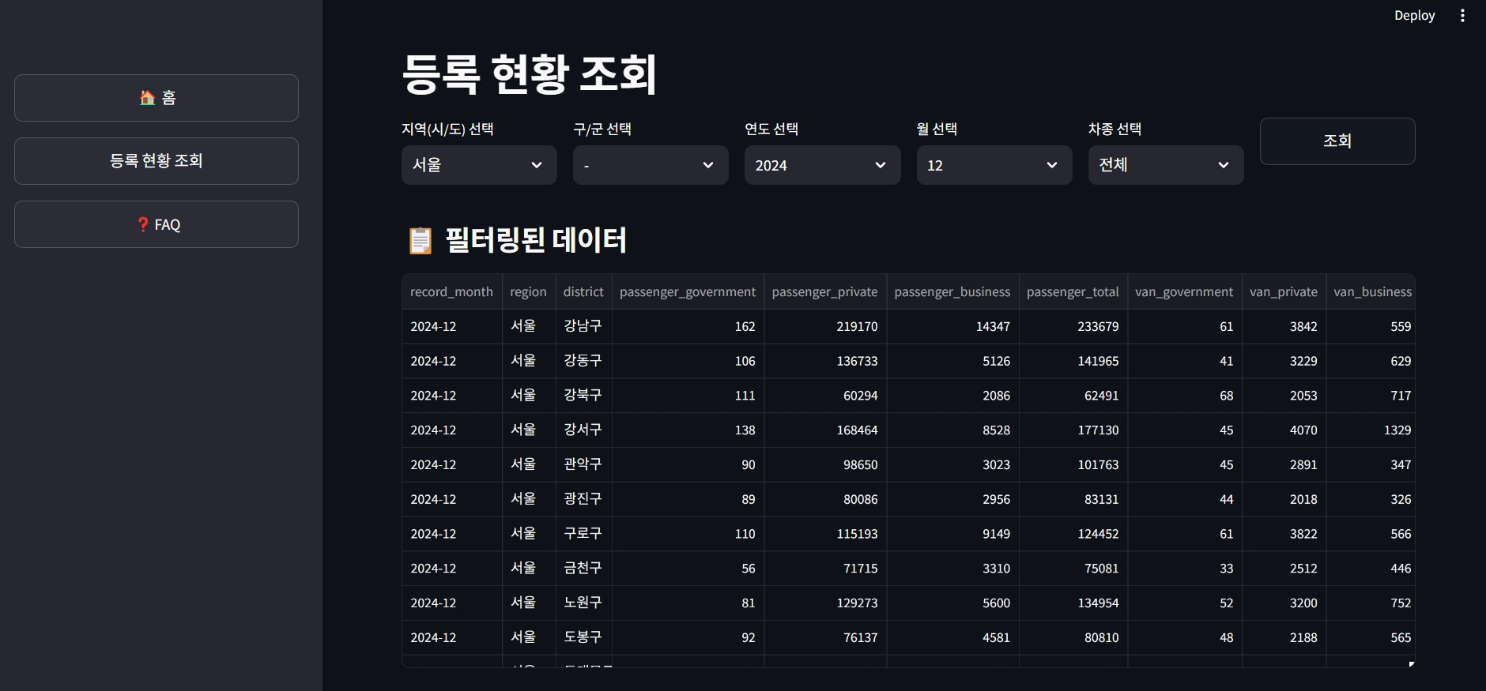 Deploy
🏠 홈
등록 현황 조회
❓ FAQ
등록 현황 조회
지역(시/도) 선택 구/군 선택 연도 선택 월 선택 차종 선택
서울 - 2024 12 전체 조회
📋 필터링된 데이터
record_month region district passenger_government passenger_private passenger_business passenger_total van_government van_private van_business
2024-12 서울 강남구 162 219170 14347 233679 61 3842 559
2024-12 서울 강동구 106 136733 5126 141965 41 3229 629
2024-12 서울 강북구 111 60294 2086 62491 68 2053 717
2024-12 서울 강서구 138 168464 8528 177130 45 4070 1329
2024-12 서울 관악구 90 98650 3023 101763 45 2891 347
2024-12 서울 광진구 89 80086 2956 83131 44 2018 326
2024-12 서울 구로구 110 115193 9149 124452 61 3822 566
2024-12 서울 금천구 56 71715 3310 75081 33 2512 446
2024-12 서울 노원구 81 129273 5600 134954 52 3200 752
2024-12 서울 도봉구 92 76137 4581 80810 48 2188 565